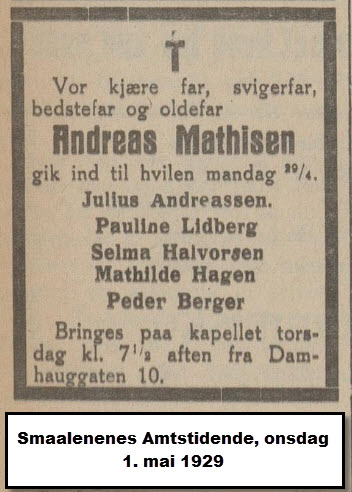 Vor kjære far, svigerfar,
bedstefar og oldefar
Andreas Mathisen
gik ind til hvilen mandag 29/4.
Julius Andreassen.
Pauline Lidberg
Selma Halvorsen
Mathilde Hagen
Peder Berger
Bringes paa kapellet tors-
dag kl. 7½ aften fra Dam-
hauggaten 10.
Smaalenenes Amtstidende, onsdag
1. mai 1929